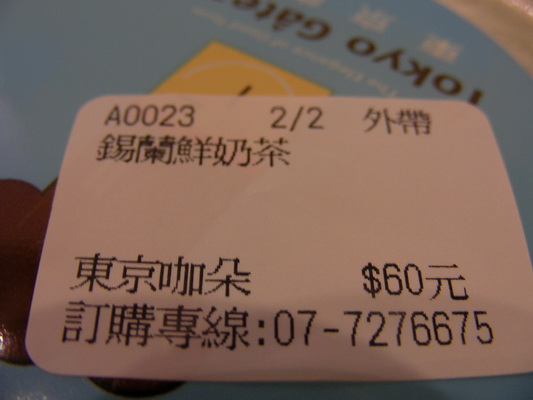 Tokyo Gâte
A0023 2/2 外帶
錫蘭鮮奶茶
東京咖朵 $60元
訂購專線:07-7276675